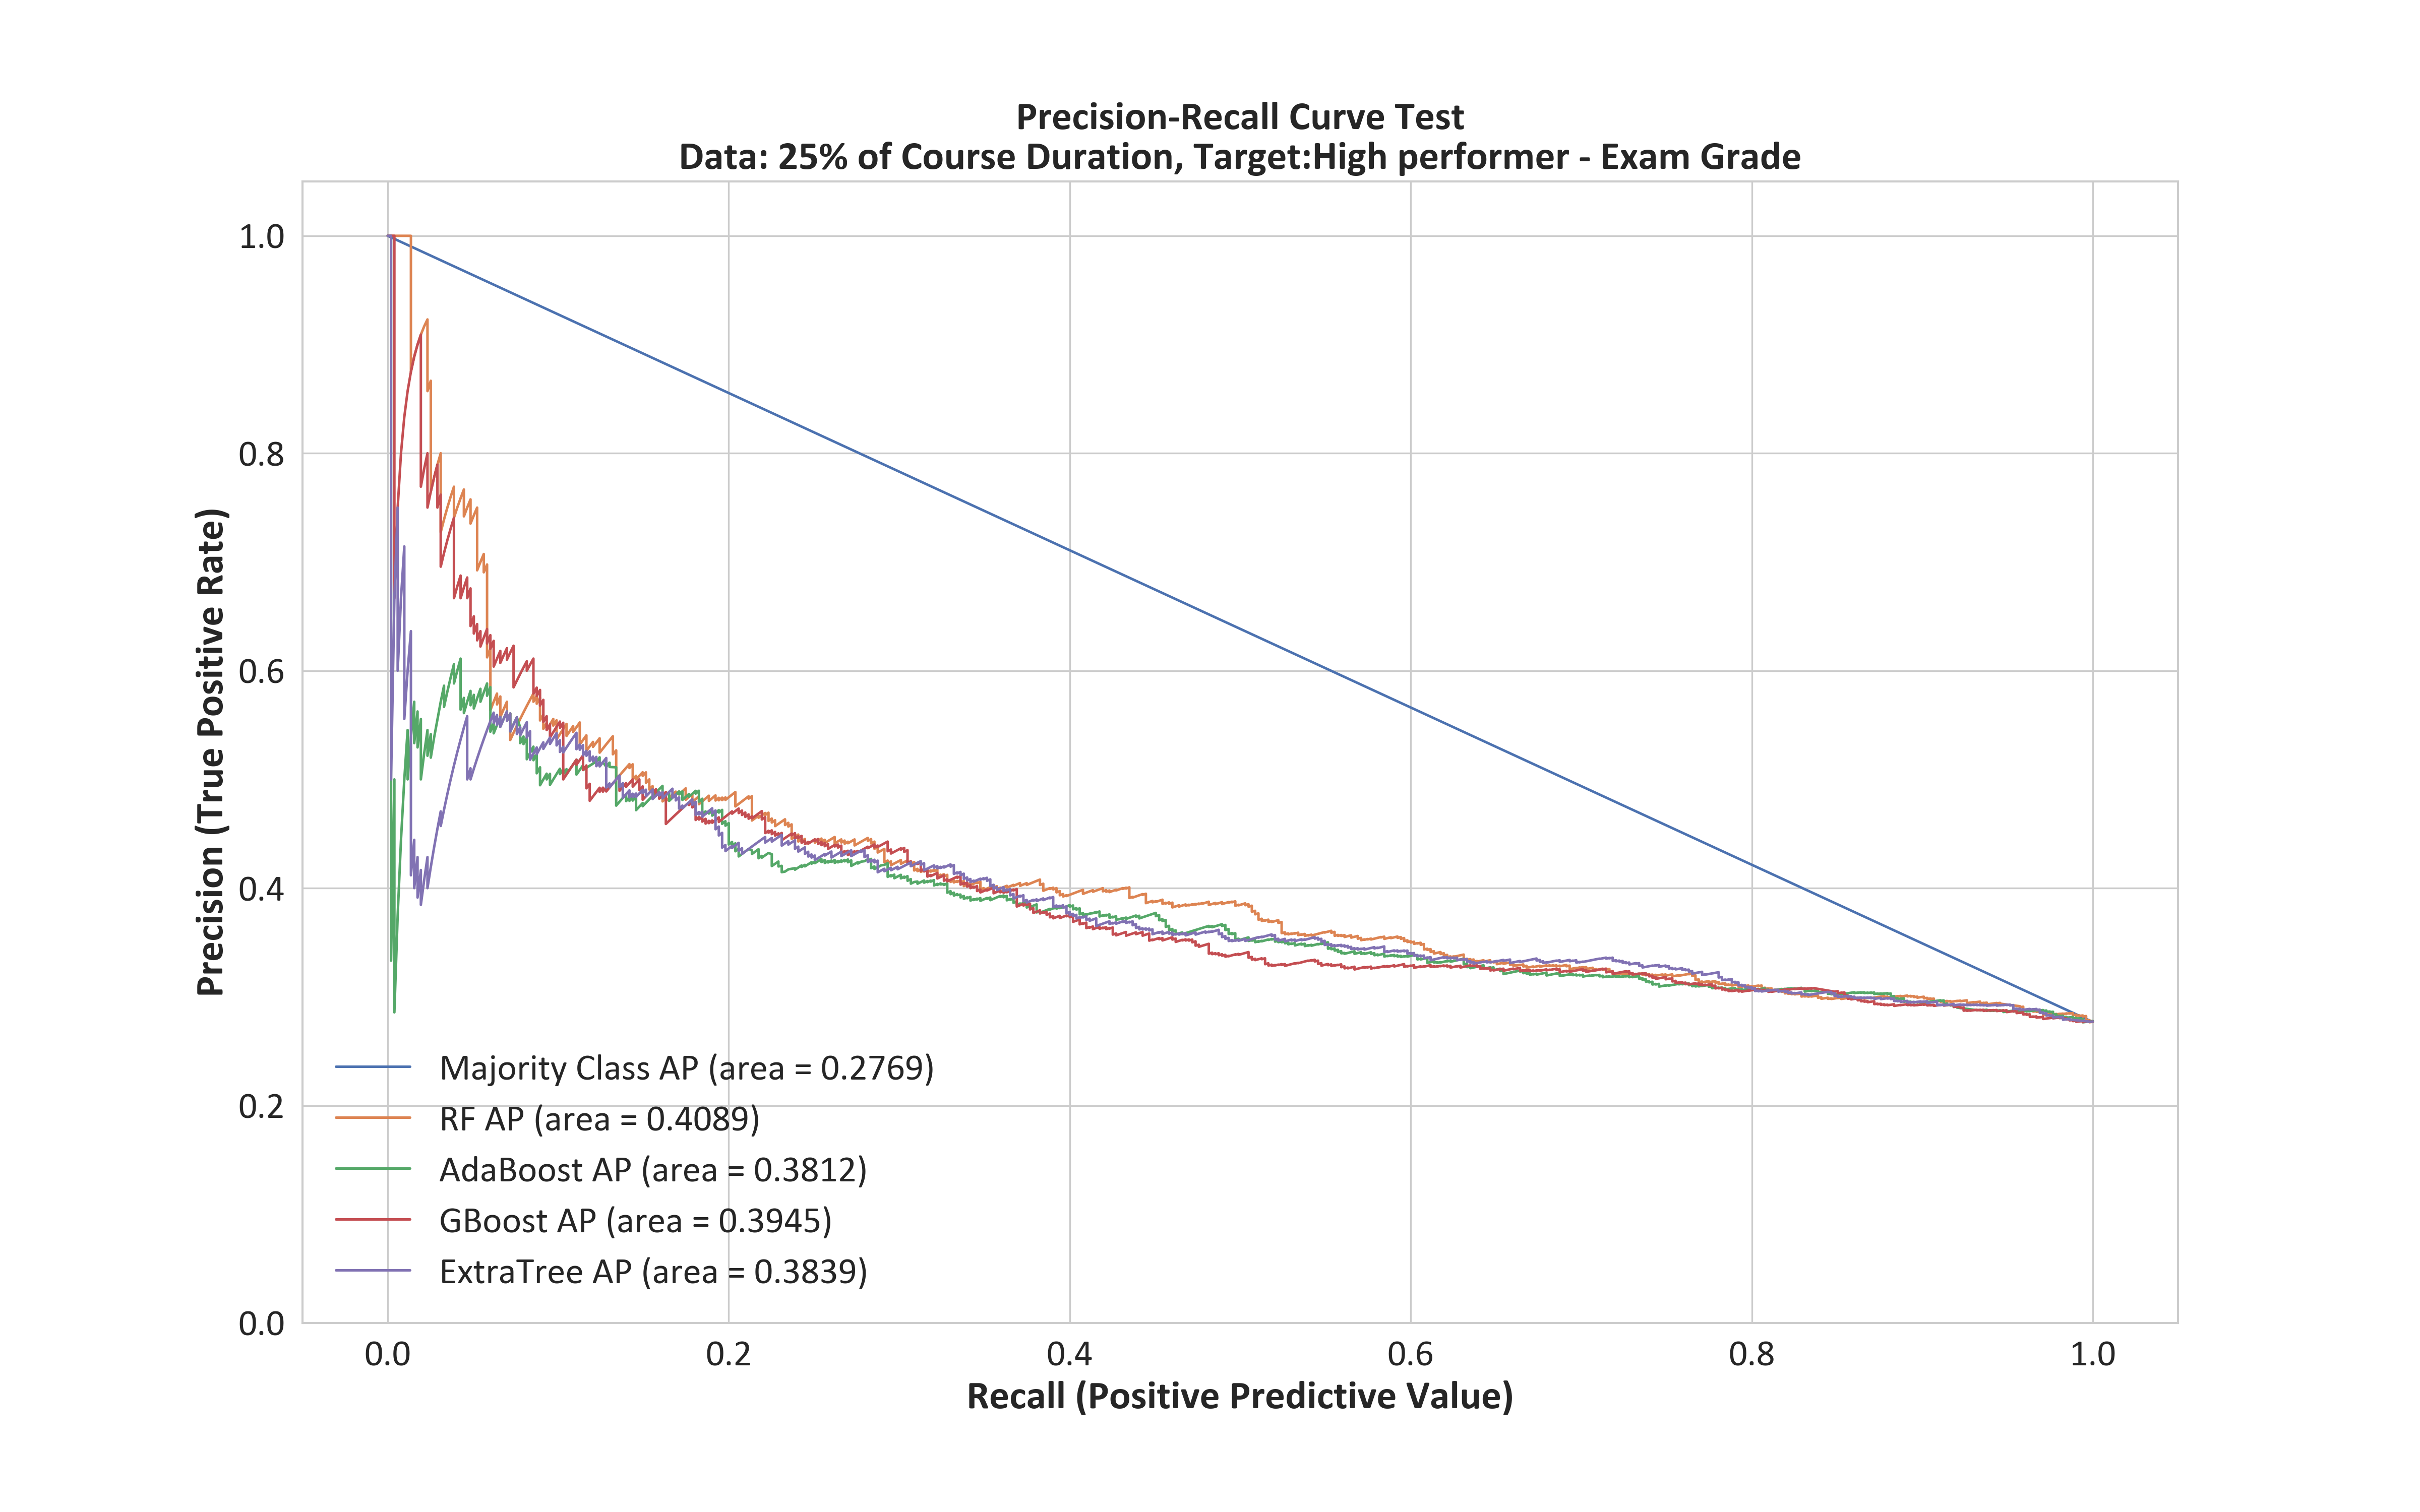 Precision-Recall Curve Test
Data: 25% of Course Duration, Target:High performer - Exam Grade
Precision (True Positive Rate)
1.0
0.8
0.6
0.4
0.2
0.0
Majority Class AP (area = 0.2769)
RF AP (area = 0.4089)
AdaBoost AP (area = 0.3812)
GBoost AP (area = 0.3945)
ExtraTree AP (area = 0.3839)
0.0 0.2 0.4 0.6 0.8 1.0
Recall (Positive Predictive Value)